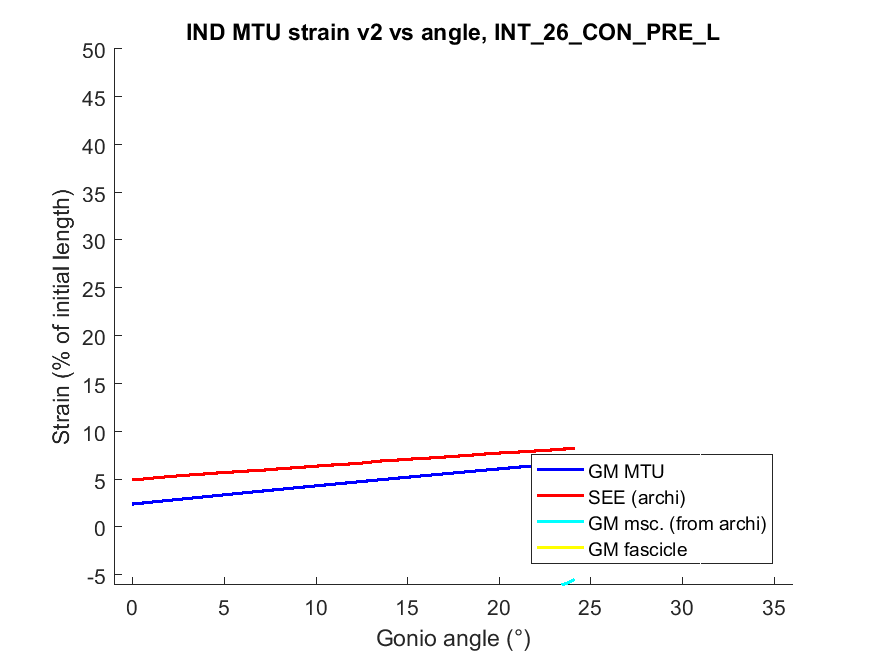 IND MTU strain v2 vs angle, INT_26_CON_PRE_L
50
45
40
35
30
25
20
15
10
5
0
-5
Strain (% of initial length)
GM MTU
SEE (archi)
GM msc. (from archi)
GM fascicle
0 5 10 15 20 25 30 35
Gonio angle (°)